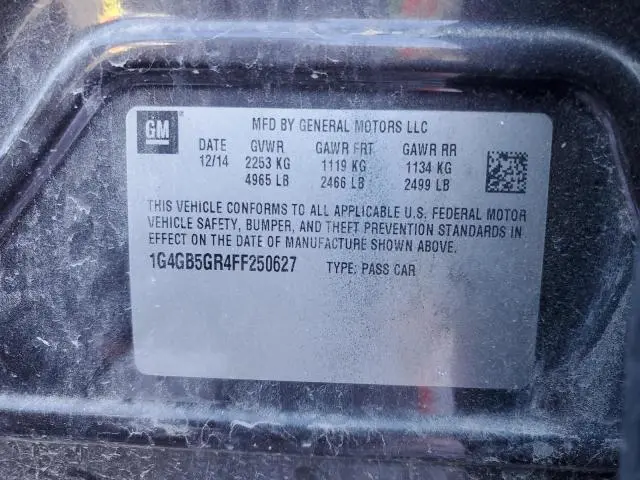 GM
MFD BY GENERAL MOTORS LLC
DATE GVWR GAWR FRT GAWR RR
12/14 2253 KG 1119 KG 1134 KG
4965 LB 2466 LB 2499 LB
THIS VEHICLE CONFORMS TO ALL APPLICABLE U.S. FEDERAL MOTOR
VEHICLE SAFETY, BUMPER, AND THEFT PREVENTION STANDARDS IN
EFFECT ON THE DATE OF MANUFACTURE SHOWN ABOVE.
1G4GB5GR4FF250627 TYPE: PASS CAR